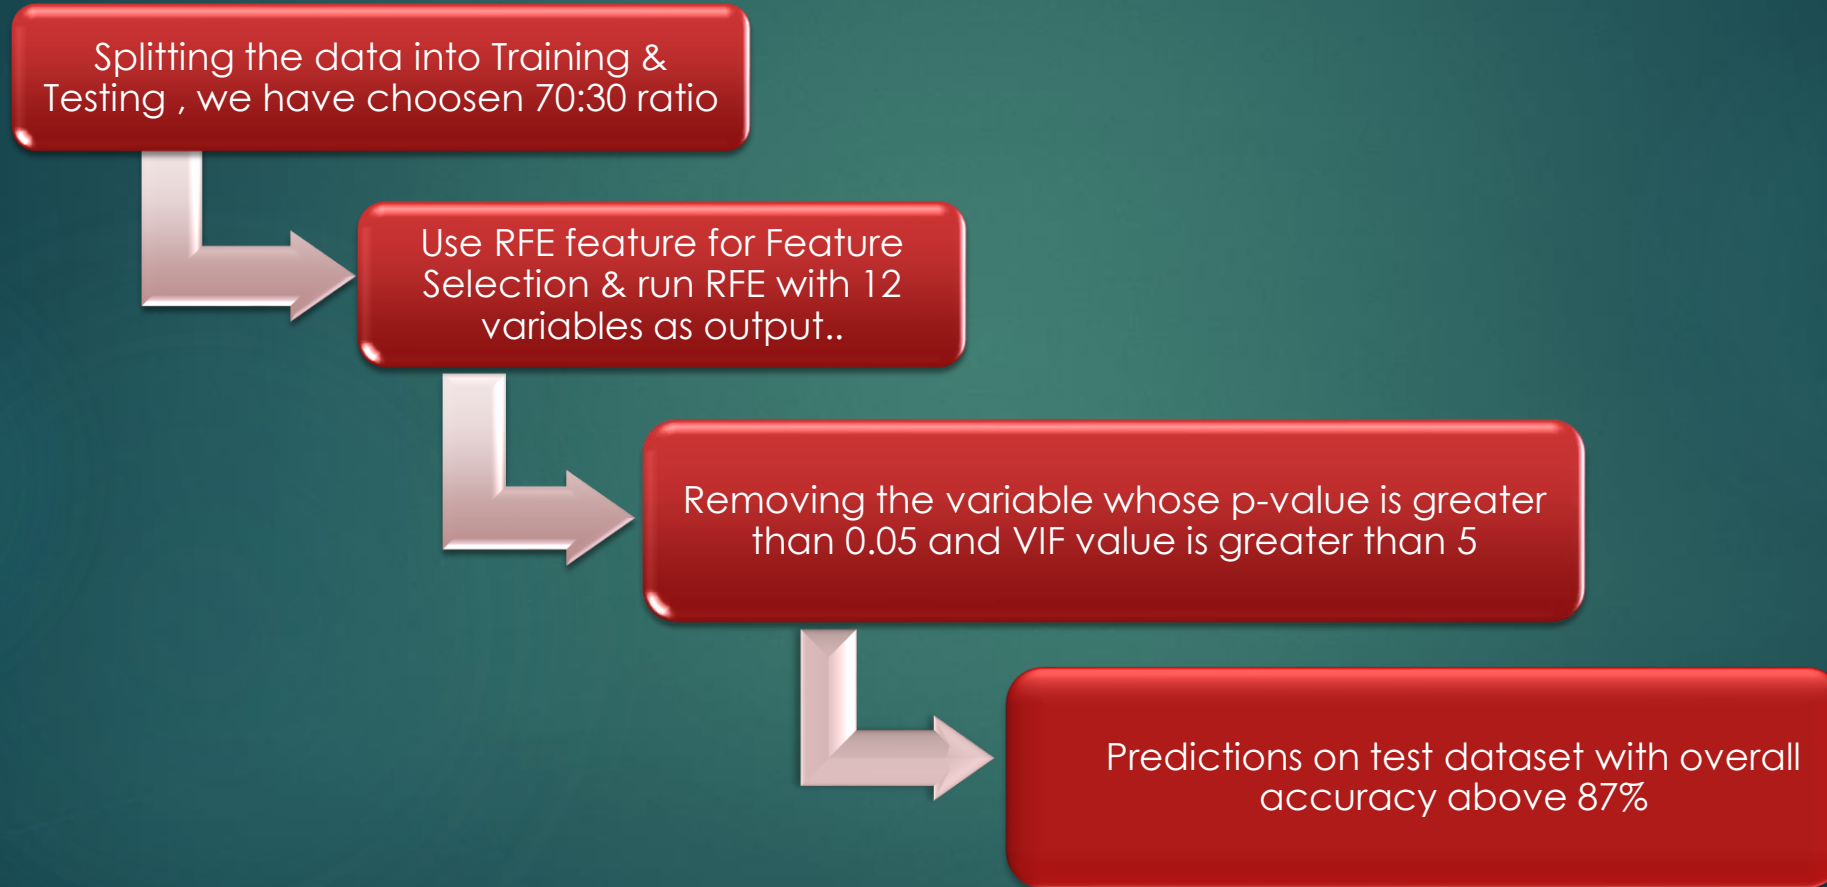 Splitting the data into Training &
Testing , we have choosen 70:30 ratio
Use RFE feature for Feature
Selection & run RFE with 12
variables as output..
Removing the variable whose p-value is greater
than 0.05 and VIF value is greater than 5
Predictions on test dataset with overall
accuracy above 87%